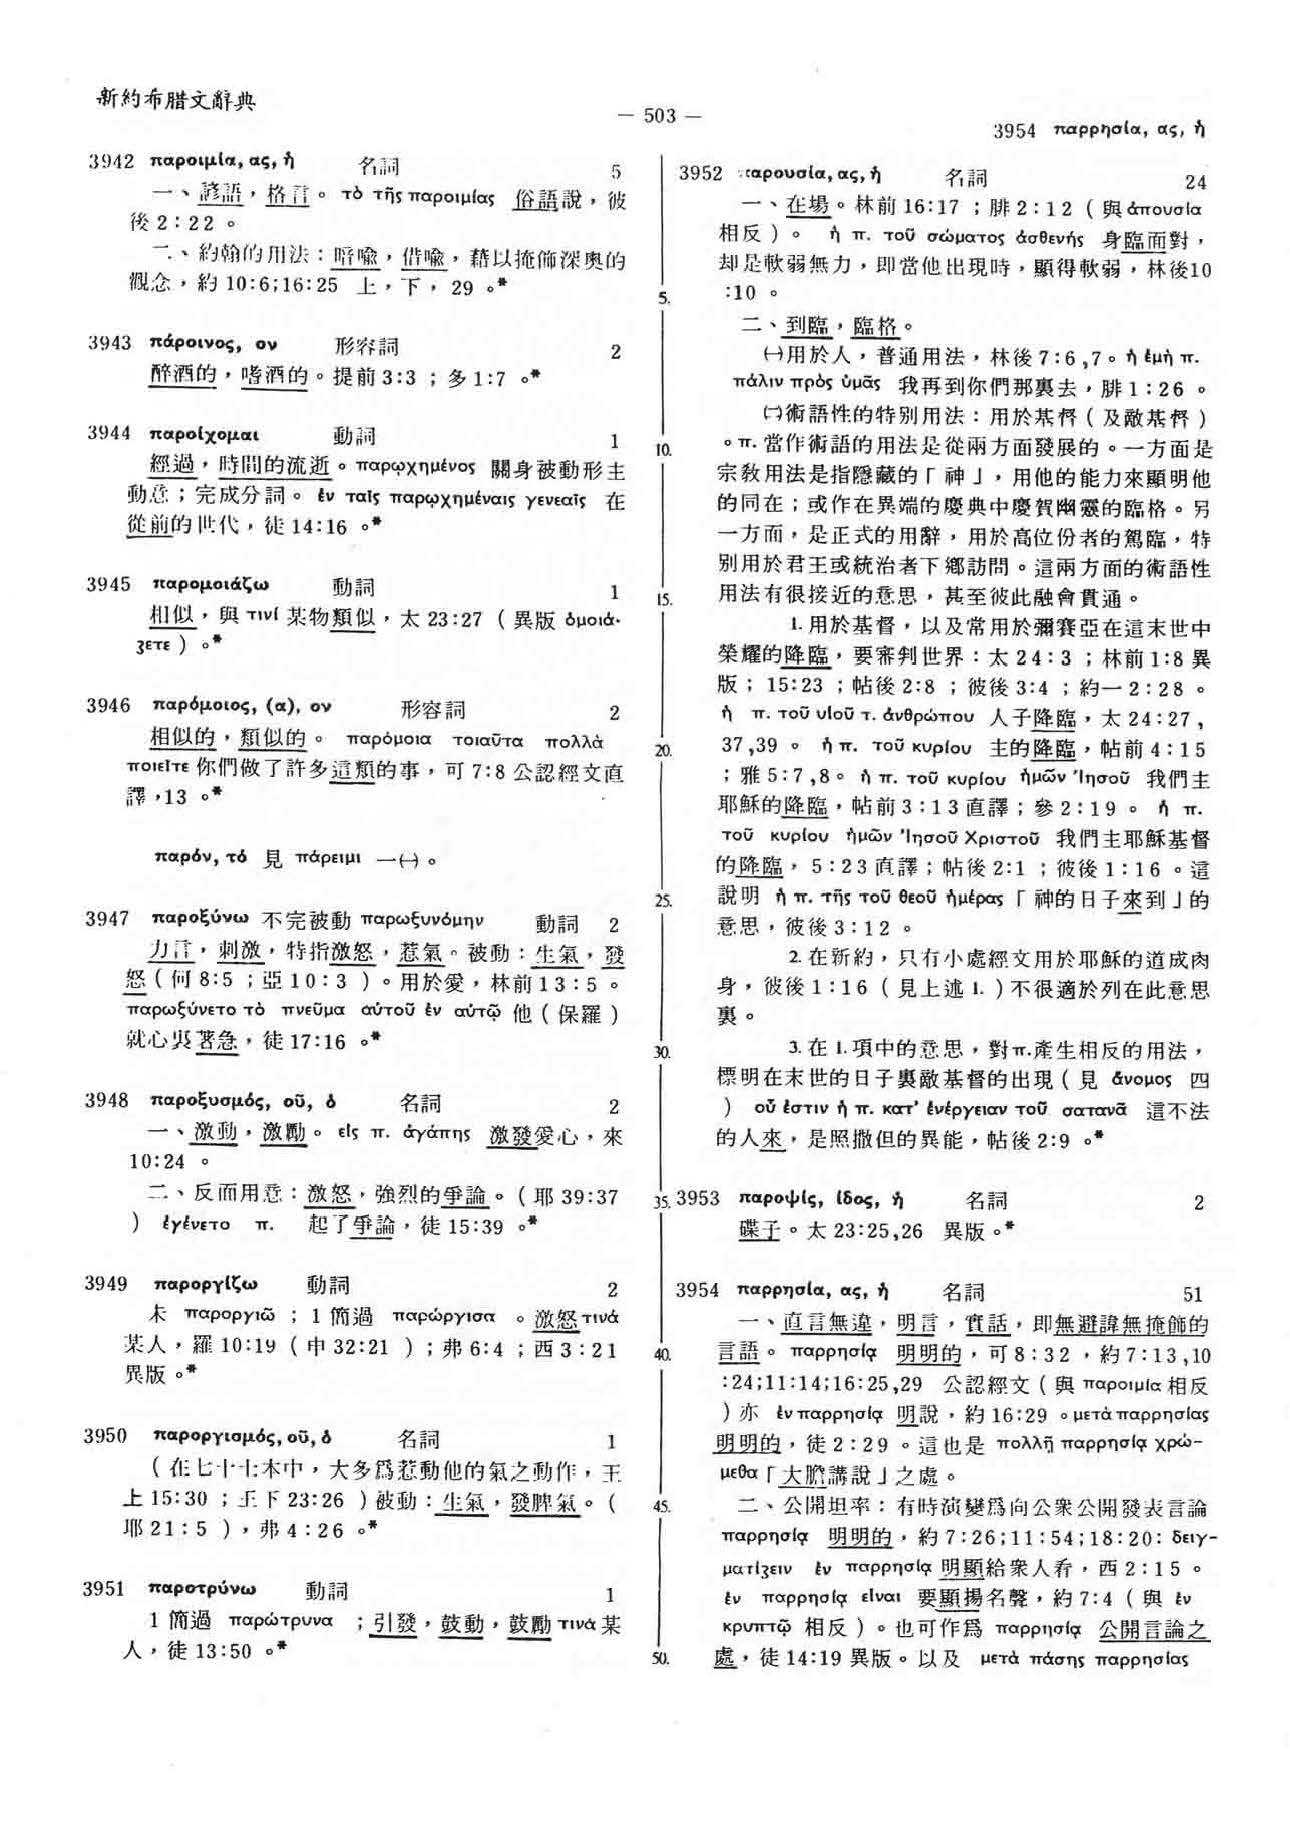 新約希腊文辭典
— 503 —
3954 παρρησία, ας, ἡ
3942 παροιμία, ας, ἡ 名詞 5
一、諺語，格言。τὸ τῆς παροιμίας 俗語說，彼
後 2：22 。
二、約翰的用法：暗喩，借喩，藉以掩飾深奧的
觀念，約 10:6;16:25 上，下，29 。*
3943 πάροινος, ον 形容詞 2
醉酒的，嗜酒的。提前 3:3 ；多 1:7 。*
3944 παροίχομαι 動詞 1
經過，時間的流逝。παρῳχημένος 關身被動形主
動意；完成分詞。ἐν ταῖς παρῳχημέναις γενεαῖς 在
從前的世代，徒 14:16 。*
3945 παρομοιάζω 動詞 1
相似，與 τινί 某物類似，太 23:27 （異版 ὁμοιά-
ζετε ）。*
3946 παρόμοιος, (α), ον 形容詞 2
相似的，類似的。παρόμοια τοιαῦτα πολλὰ
ποιεῖτε 你們做了許多這類的事，可 7:8 公認經文直
譯，13 。*
παρόν, τό 見 πάρειμι 一㈠。
3947 παροξύνω 不完被動 παρωξυνόμην 動詞 2
力言，刺激，特指激怒，惹氣。被動：生氣，發
怒（何 8:5 ；亞 10：3 ）。用於愛，林前 13：5 。
παρωξύνετο τὸ πνεῦμα αὐτοῦ ἐν αὐτῷ 他（保羅）
就心裏著急，徒 17:16 。*
3948 παροξυσμός, οῦ, ὁ 名詞 2
一、激動，激勵。εἰς π. ἀγάπης 激發愛心，來
10:24 。
二、反而用意：激怒，強烈的爭論。（耶 39:37
） ἐγένετο π. 起了爭論，徒 15:39 。*
3949 παροργίζω 動詞 2
未 παροργιῶ ；1 簡過 παρώργισα 。激怒 τινά
某人，羅 10:19 （申 32:21 ）；弗 6:4 ；西 3：21
異版。*
3950 παροργισμός, οῦ, ὁ 名詞 1
（在七十士本中，大多爲惹動他的氣之動作，王
上 15:30 ；王下 23:26 ）被動：生氣，發脾氣。（
耶 21：5 ），弗 4：26 。*
3951 παροτρύνω 動詞 1
1 簡過 παρώτρυνα ；引發，鼓動，鼓勵 τινὰ 某
人，徒 13:50 。*
5.
10.
15.
20.
25.
30.
35.
40.
45.
50.
3952 παρουσία, ας, ἡ 名詞 24
一、在場。林前 16:17 ；腓 2：12 （與 ἀπουσία
相反）。 ἡ π. τοῦ σώματος ἀσθενής 身臨面對，
却是軟弱無力，即當他出現時，顯得軟弱，林後10
:10 。
二、到臨，臨格。
㈠用於人，普通用法，林後 7：6 ,7。ἡ ἐμὴ π.
πάλιν πρὸς ὑμᾶς 我再到你們那裏去，腓 1：26 。
㈡術語性的特別用法：用於基督（及敵基督）
。π. 當作術語的用法是從兩方面發展的。一方面是
宗敎用法是指隱藏的「神」，用他的能力來顯明他
的同在；或作在異端的慶典中慶賀幽靈的臨格。另
一方面，是正式的用辭，用於高位份者的駕臨，特
別用於君王或統治者下鄉訪問。這兩方面的術語性
用法有很接近的意思，甚至彼此融會貫通。
1. 用於基督，以及常用於彌賽亞在這末世中
榮耀的降臨，要審判世界：太 24：3 ；林前 1:8 異
版； 15:23 ；帖後 2:8 ；彼後 3:4 ；約一 2：28 。
ἡ π. τοῦ υἱοῦ τ. ἀνθρώπου 人子降臨，太 24：27,
37,39 。 ἡ π. τοῦ κυρίου 主的降臨，帖前 4：15
；雅 5：7,8。 ἡ π. τοῦ κυρίου ἡμῶν Ἰησοῦ 我們主
耶穌的降臨，帖前 3：13 直譯；參 2：19 。 ἡ π.
τοῦ κυρίου ἡμῶν Ἰησοῦ Χριστοῦ 我們主耶穌基督
的降臨， 5：23 直譯；帖後 2:1 ；彼後 1：16 。這
說明 ἡ π. τῆς τοῦ θεοῦ ἡμέρας「神的日子來到」的
意思，彼後 3：12 。
2. 在新約，只有小處經文用於耶穌的道成肉
身，彼後 1：16 （見上述 1. ）不很適於列在此意思
裏。
3. 在 1. 項中的意思，對 π. 產生相反的用法，
標明在末世的日子裏敵基督的出現（見 ἄνομος 四
） οὗ ἐστιν ἡ π. κατ' ἐνέργειαν τοῦ σατανᾶ 這不法
的人來，是照撒但的異能，帖後 2:9 。*
3953 παροψίς, ίδος, ἡ 名詞 2
碟子。太 23:25,26 異版。*
3954 παρρησία, ας, ἡ 名詞 51
一、直言無違，明言，實話，即無避諱無掩飾的
言語。 παρρησίᾳ 明明的，可 8：32 ，約 7：13 ,10
:24;11:14;16:25,29 公認經文（與 παροιμία 相反
）亦 ἐν παρρησίᾳ 明說，約 16:29 。μετὰ παρρησίας
明明的，徒 2：29 。這也是 πολλῇ παρρησίᾳ χρώ-
μεθα「大膽講說」之處。
二、公開坦率：有時演變爲向公衆公開發表言論
παρρησίᾳ 明明的，約 7:26;11:54;18:20: δειγ-
ματίζειν ἐν παρρησίᾳ 明顯給衆人看，西 2：15 。
ἐν παρρησίᾳ εἶναι 要顯揚名聲，約 7:4 （與 ἐν
κρυπτῷ 相反）。也可作爲 παρρησίᾳ 公開言論之
處，徒 14:19 異版。以及 μετὰ πάσης παρρησίας